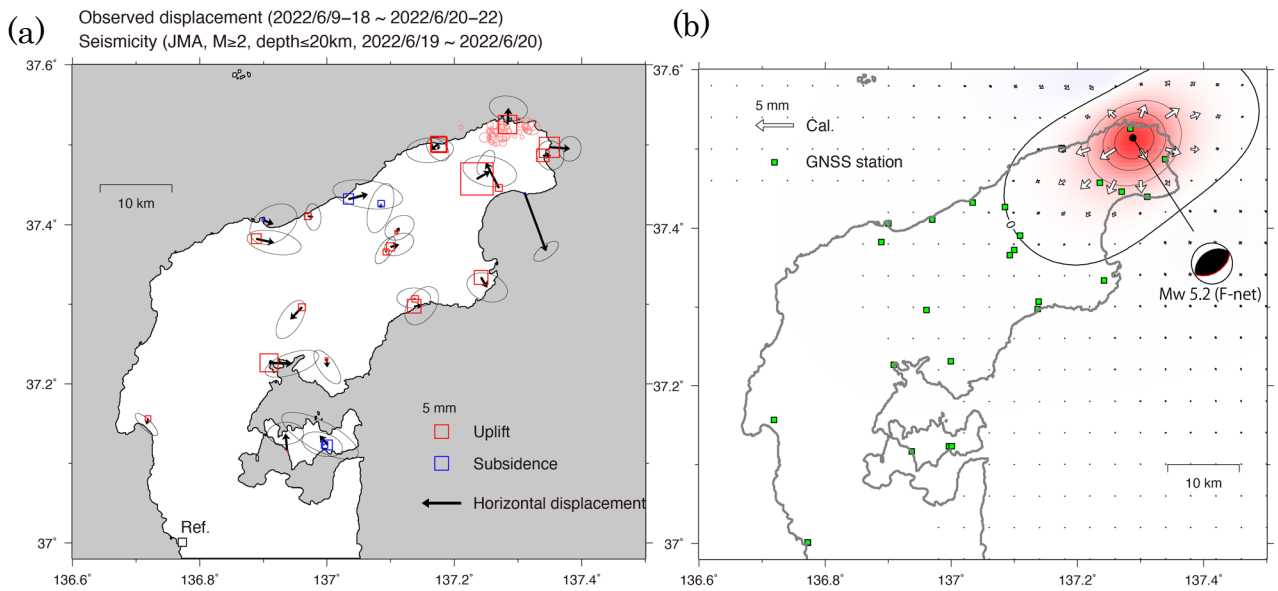 (a)
Observed displacement (2022/6/9−18 ~ 2022/6/20−22)
Seismicity (JMA, M≥2, depth≤20km, 2022/6/19 ~ 2022/6/20)
37.6°
37.4°
37.2°
37°
136.6°
136.8°
137°
137.2°
137.4°
10 km
5 mm
Uplift
Subsidence
Horizontal displacement
Ref.
(b)
37.6°
37.4°
37.2°
37°
136.6°
136.8°
137°
137.2°
137.4°
5 mm
Cal.
GNSS station
0
Mw 5.2 (F-net)
10 km